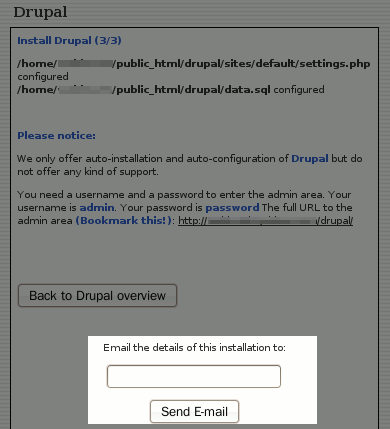 Drupal
Install Drupal (3/3)
/home/ /public_html/drupal/sites/default/settings.php
configured
/home/ /public_html/drupal/data.sql configured
Please notice:
We only offer auto-installation and auto-configuration of Drupal but do
not offer any kind of support.
You need a username and a password to enter the admin area. Your
username is admin. Your password is password The full URL to the
admin area (Bookmark this!): http:// /drupal/
Back to Drupal overview
Email the details of this installation to:
Send E-mail